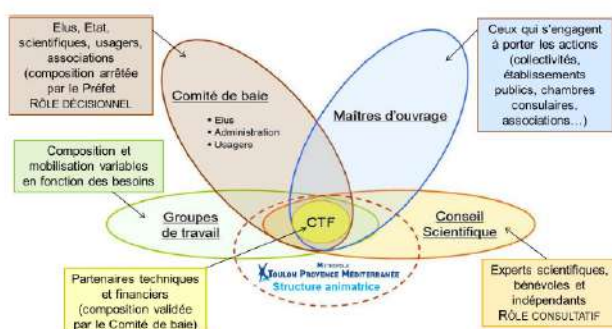 Elus, Etat,
scientifiques, usagers,
associations
(composition arrêtée
par le Préfet
RÔLE DÉCISIONNEL
Ceux qui s'engagent
à porter les actions
(collectivités,
établissements
publics, chambres
consulaires,
associations…)
Comité de baie
• Elus
• Administration
• Usagers
Maîtres d'ouvrage
Composition et
mobilisation variables
en fonction des besoins
Groupes
de travail
CTF
Conseil
Scientifique
MÉTROPOLE
TOULON PROVENCE MÉDITERRANÉE
Structure animatrice
Partenaires techniques
et financiers
(composition validée
par le Comité de baie)
Experts scientifiques,
bénévoles et
indépendants
RÔLE CONSULTATIF